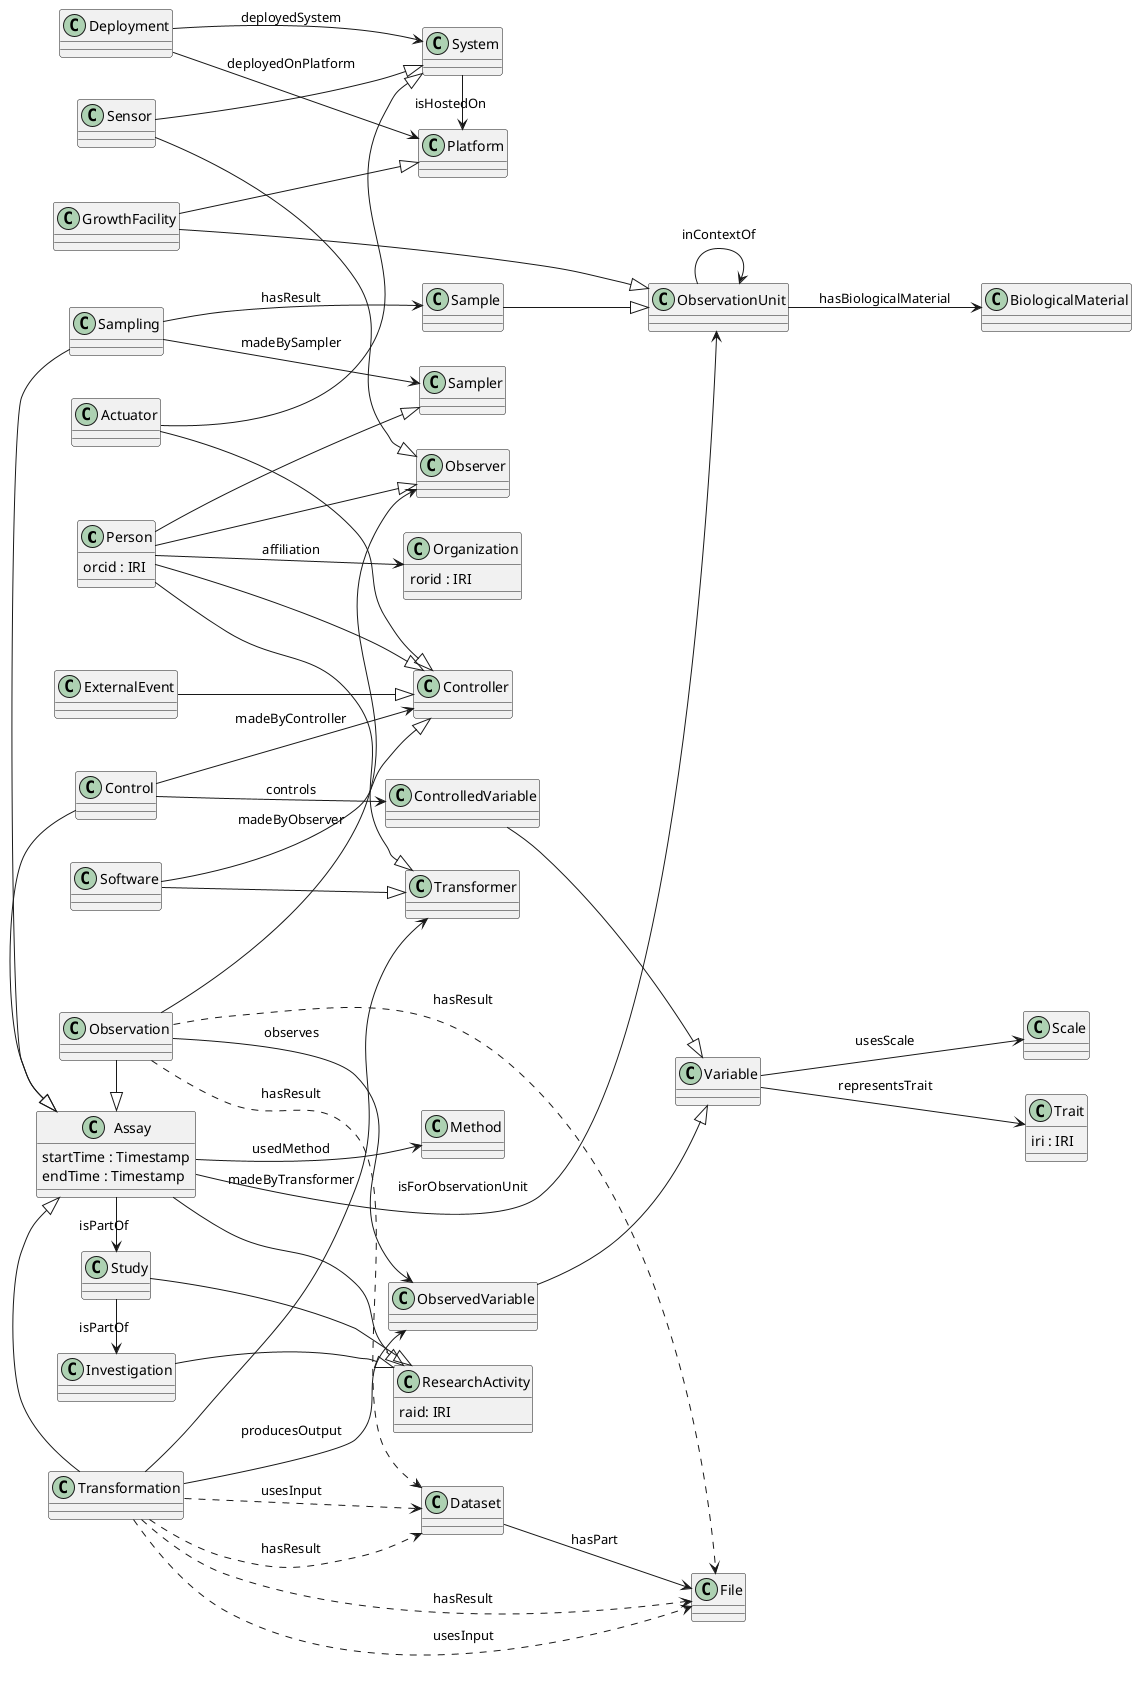 Deployment
deployedSystem
C System
deployedOnPlatform
C Sensor
isHostedOn
C Platform
C GrowthFacility
inContextOf
C Sampling
hasResult
C Sample
C ObservationUnit
hasBiologicalMaterial
C BiologicalMaterial
madeBySampler
C Sampler
C Actuator
C Observer
C Person
orcid : IRI
affiliation
C Organization
rorid : IRI
C ExternalEvent
C Controller
madeByController
C Control
controls
C ControlledVariable
madeByObserver
C Software
C Transformer
C Observation
observes
hasResult
hasResult
C Variable
usesScale
C Scale
representsTrait
C Trait
iri : IRI
C Assay
startTime : Timestamp
endTime : Timestamp
usedMethod
C Method
madeByTransformer
isForObservationUnit
isPartOf
C Study
C ObservedVariable
isPartOf
C Investigation
C ResearchActivity
raid: IRI
producesOutput
C Transformation
usesInput
C Dataset
hasResult
hasPart
C File
hasResult
usesInput